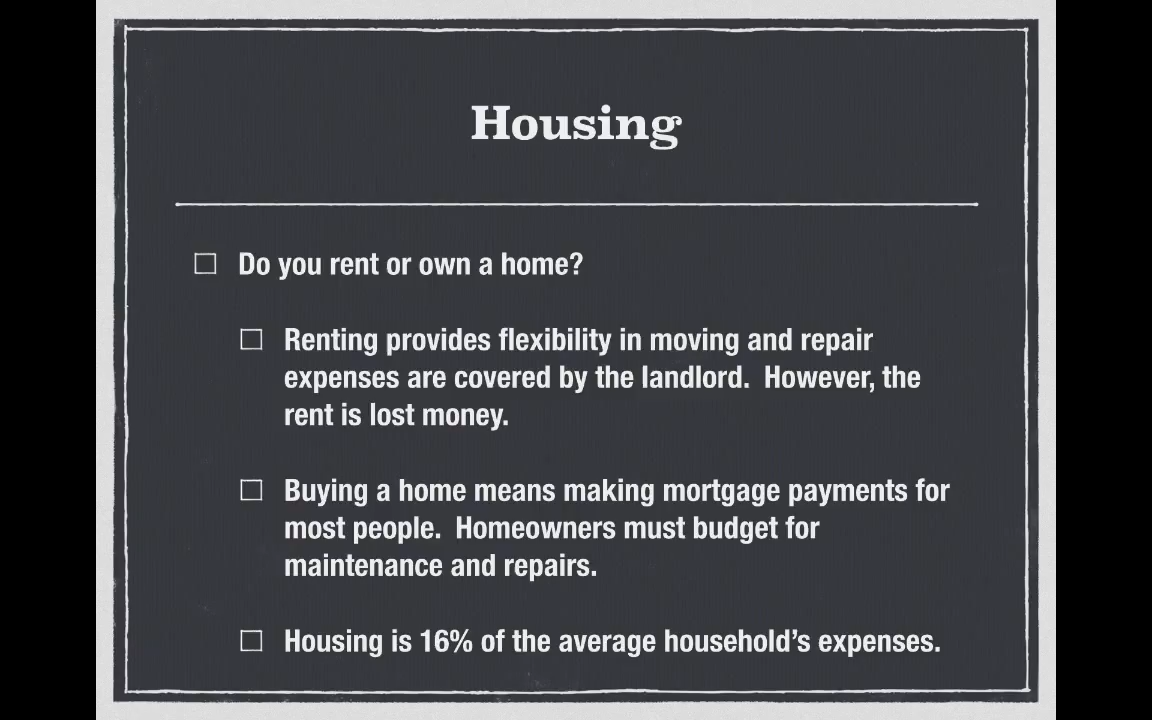 Housing
Do you rent or own a home?
Renting provides flexibility in moving and repair
expenses are covered by the landlord.  However, the
rent is lost money.
Buying a home means making mortgage payments for
most people.  Homeowners must budget for
maintenance and repairs.
Housing is 16% of the average household’s expenses.